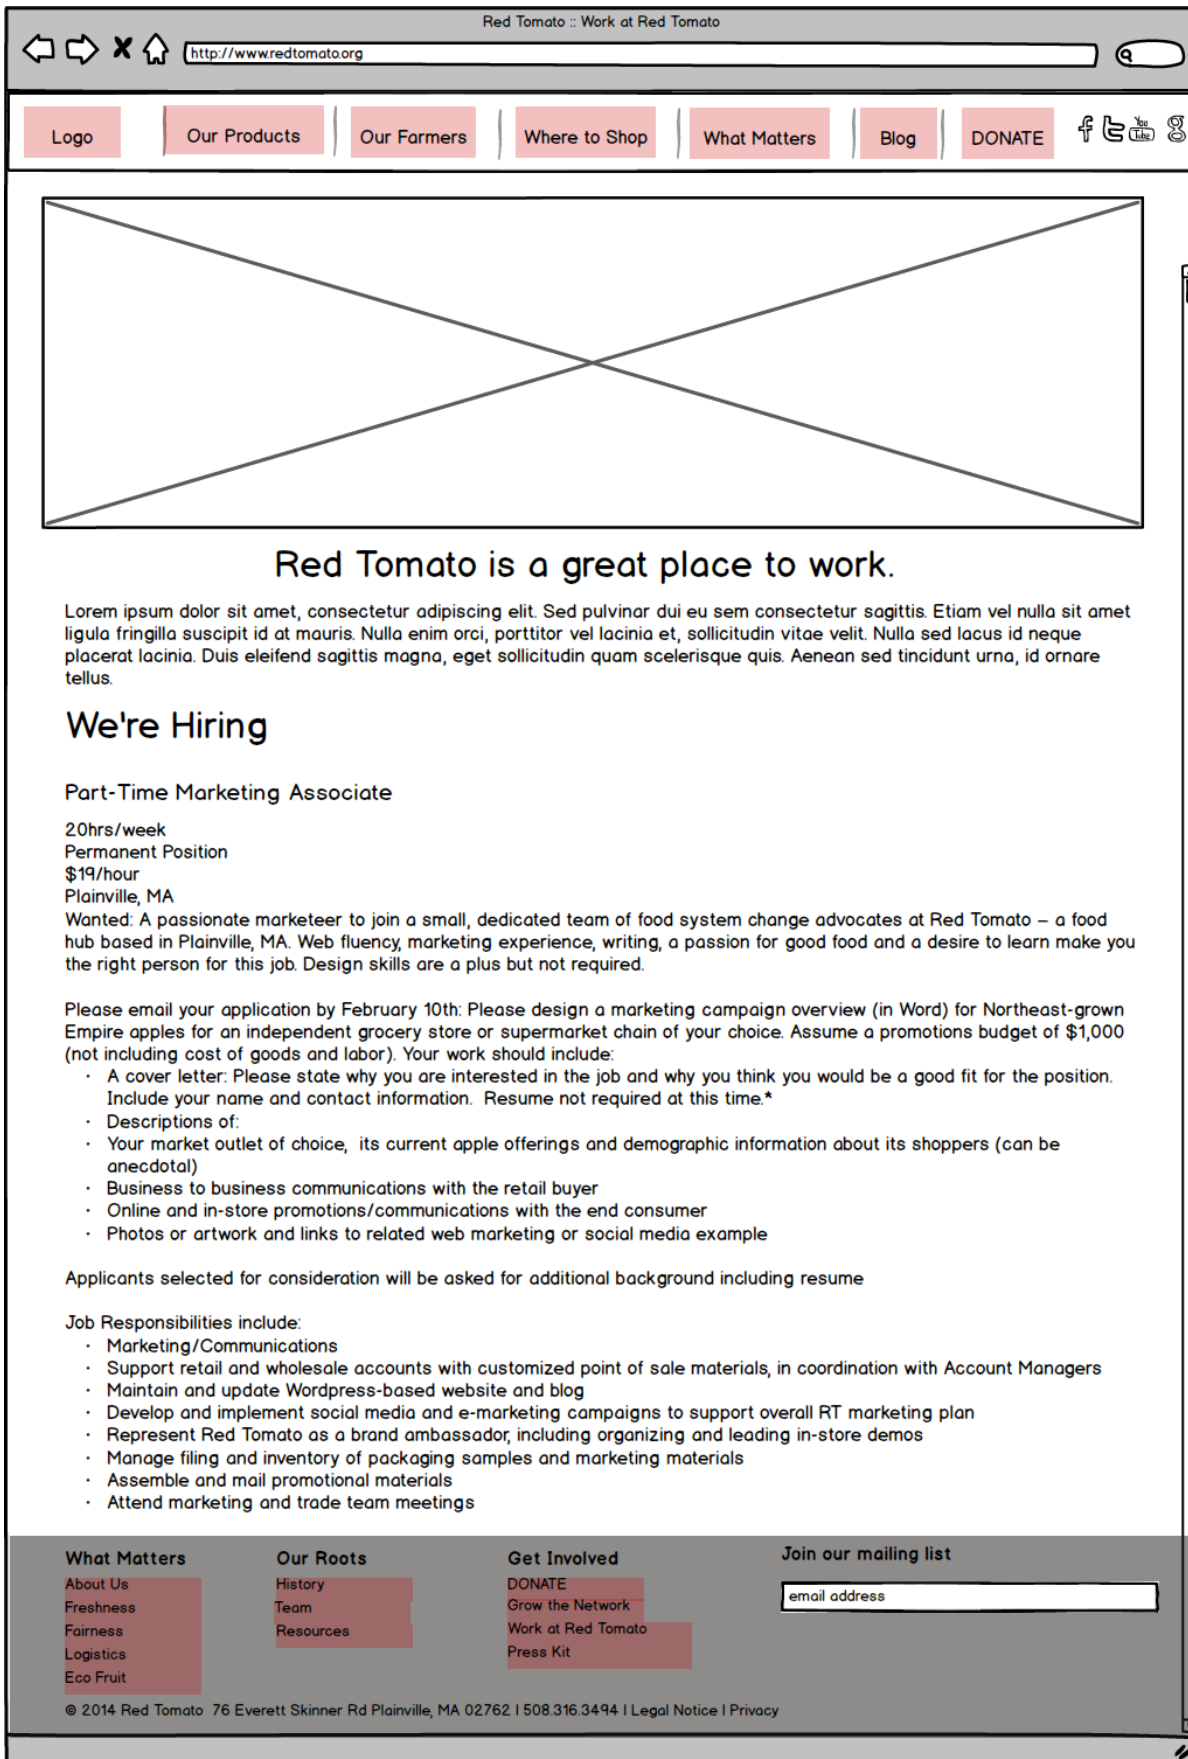 Red Tomato :: Work at Red Tomato
http://www.redtomato.org
Logo
Our Products
Our Farmers
Where to Shop
What Matters
Blog
DONATE
You
Tube
Red Tomato is a great place to work.
Lorem ipsum dolor sit amet, consectetur adipiscing elit. Sed pulvinar dui eu sem consectetur sagittis. Etiam vel nulla sit amet
ligula fringilla suscipit id at mauris. Nulla enim orci, porttitor vel lacinia et, sollicitudin vitae velit. Nulla sed lacus id neque
placerat lacinia. Duis eleifend sagittis magna, eget sollicitudin quam scelerisque quis. Aenean sed tincidunt urna, id ornare
tellus.
We're Hiring
Part-Time Marketing Associate
20hrs/week
Permanent Position
$19/hour
Plainville, MA
Wanted: A passionate marketeer to join a small, dedicated team of food system change advocates at Red Tomato – a food
hub based in Plainville, MA. Web fluency, marketing experience, writing, a passion for good food and a desire to learn make you
the right person for this job. Design skills are a plus but not required.
Please email your application by February 10th: Please design a marketing campaign overview (in Word) for Northeast-grown
Empire apples for an independent grocery store or supermarket chain of your choice. Assume a promotions budget of $1,000
(not including cost of goods and labor). Your work should include:
· A cover letter: Please state why you are interested in the job and why you think you would be a good fit for the position.
Include your name and contact information.  Resume not required at this time.*
· Descriptions of:
· Your market outlet of choice,  its current apple offerings and demographic information about its shoppers (can be
anecdotal)
· Business to business communications with the retail buyer
· Online and in-store promotions/communications with the end consumer
· Photos or artwork and links to related web marketing or social media example
Applicants selected for consideration will be asked for additional background including resume
Job Responsibilities include:
· Marketing/Communications
· Support retail and wholesale accounts with customized point of sale materials, in coordination with Account Managers
· Maintain and update Wordpress-based website and blog
· Develop and implement social media and e-marketing campaigns to support overall RT marketing plan
· Represent Red Tomato as a brand ambassador, including organizing and leading in-store demos
· Manage filing and inventory of packaging samples and marketing materials
· Assemble and mail promotional materials
· Attend marketing and trade team meetings
What Matters
About Us
Freshness
Fairness
Logistics
Eco Fruit
Our Roots
History
Team
Resources
Get Involved
DONATE
Grow the Network
Work at Red Tomato
Press Kit
Join our mailing list
email address
© 2014 Red Tomato  76 Everett Skinner Rd Plainville, MA 02762 | 508.316.3494 | Legal Notice | Privacy